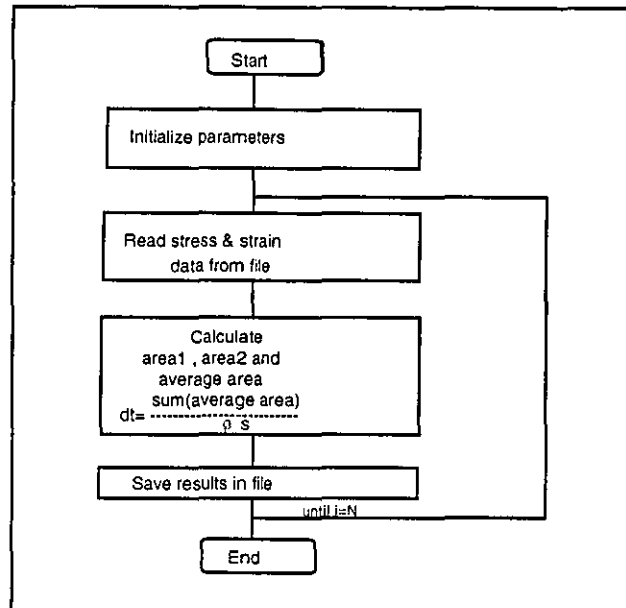 Start
Initialize parameters
Read stress & strain
data from file
Calculate
area1 , area2 and
average area
sum(average area)
dt= --------------------
ρ s
Save results in file
until i=N
End